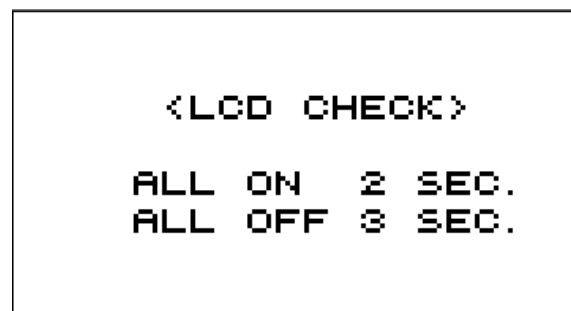 <LCD CHECK>
ALL ON  2 SEC.
ALL OFF 3 SEC.